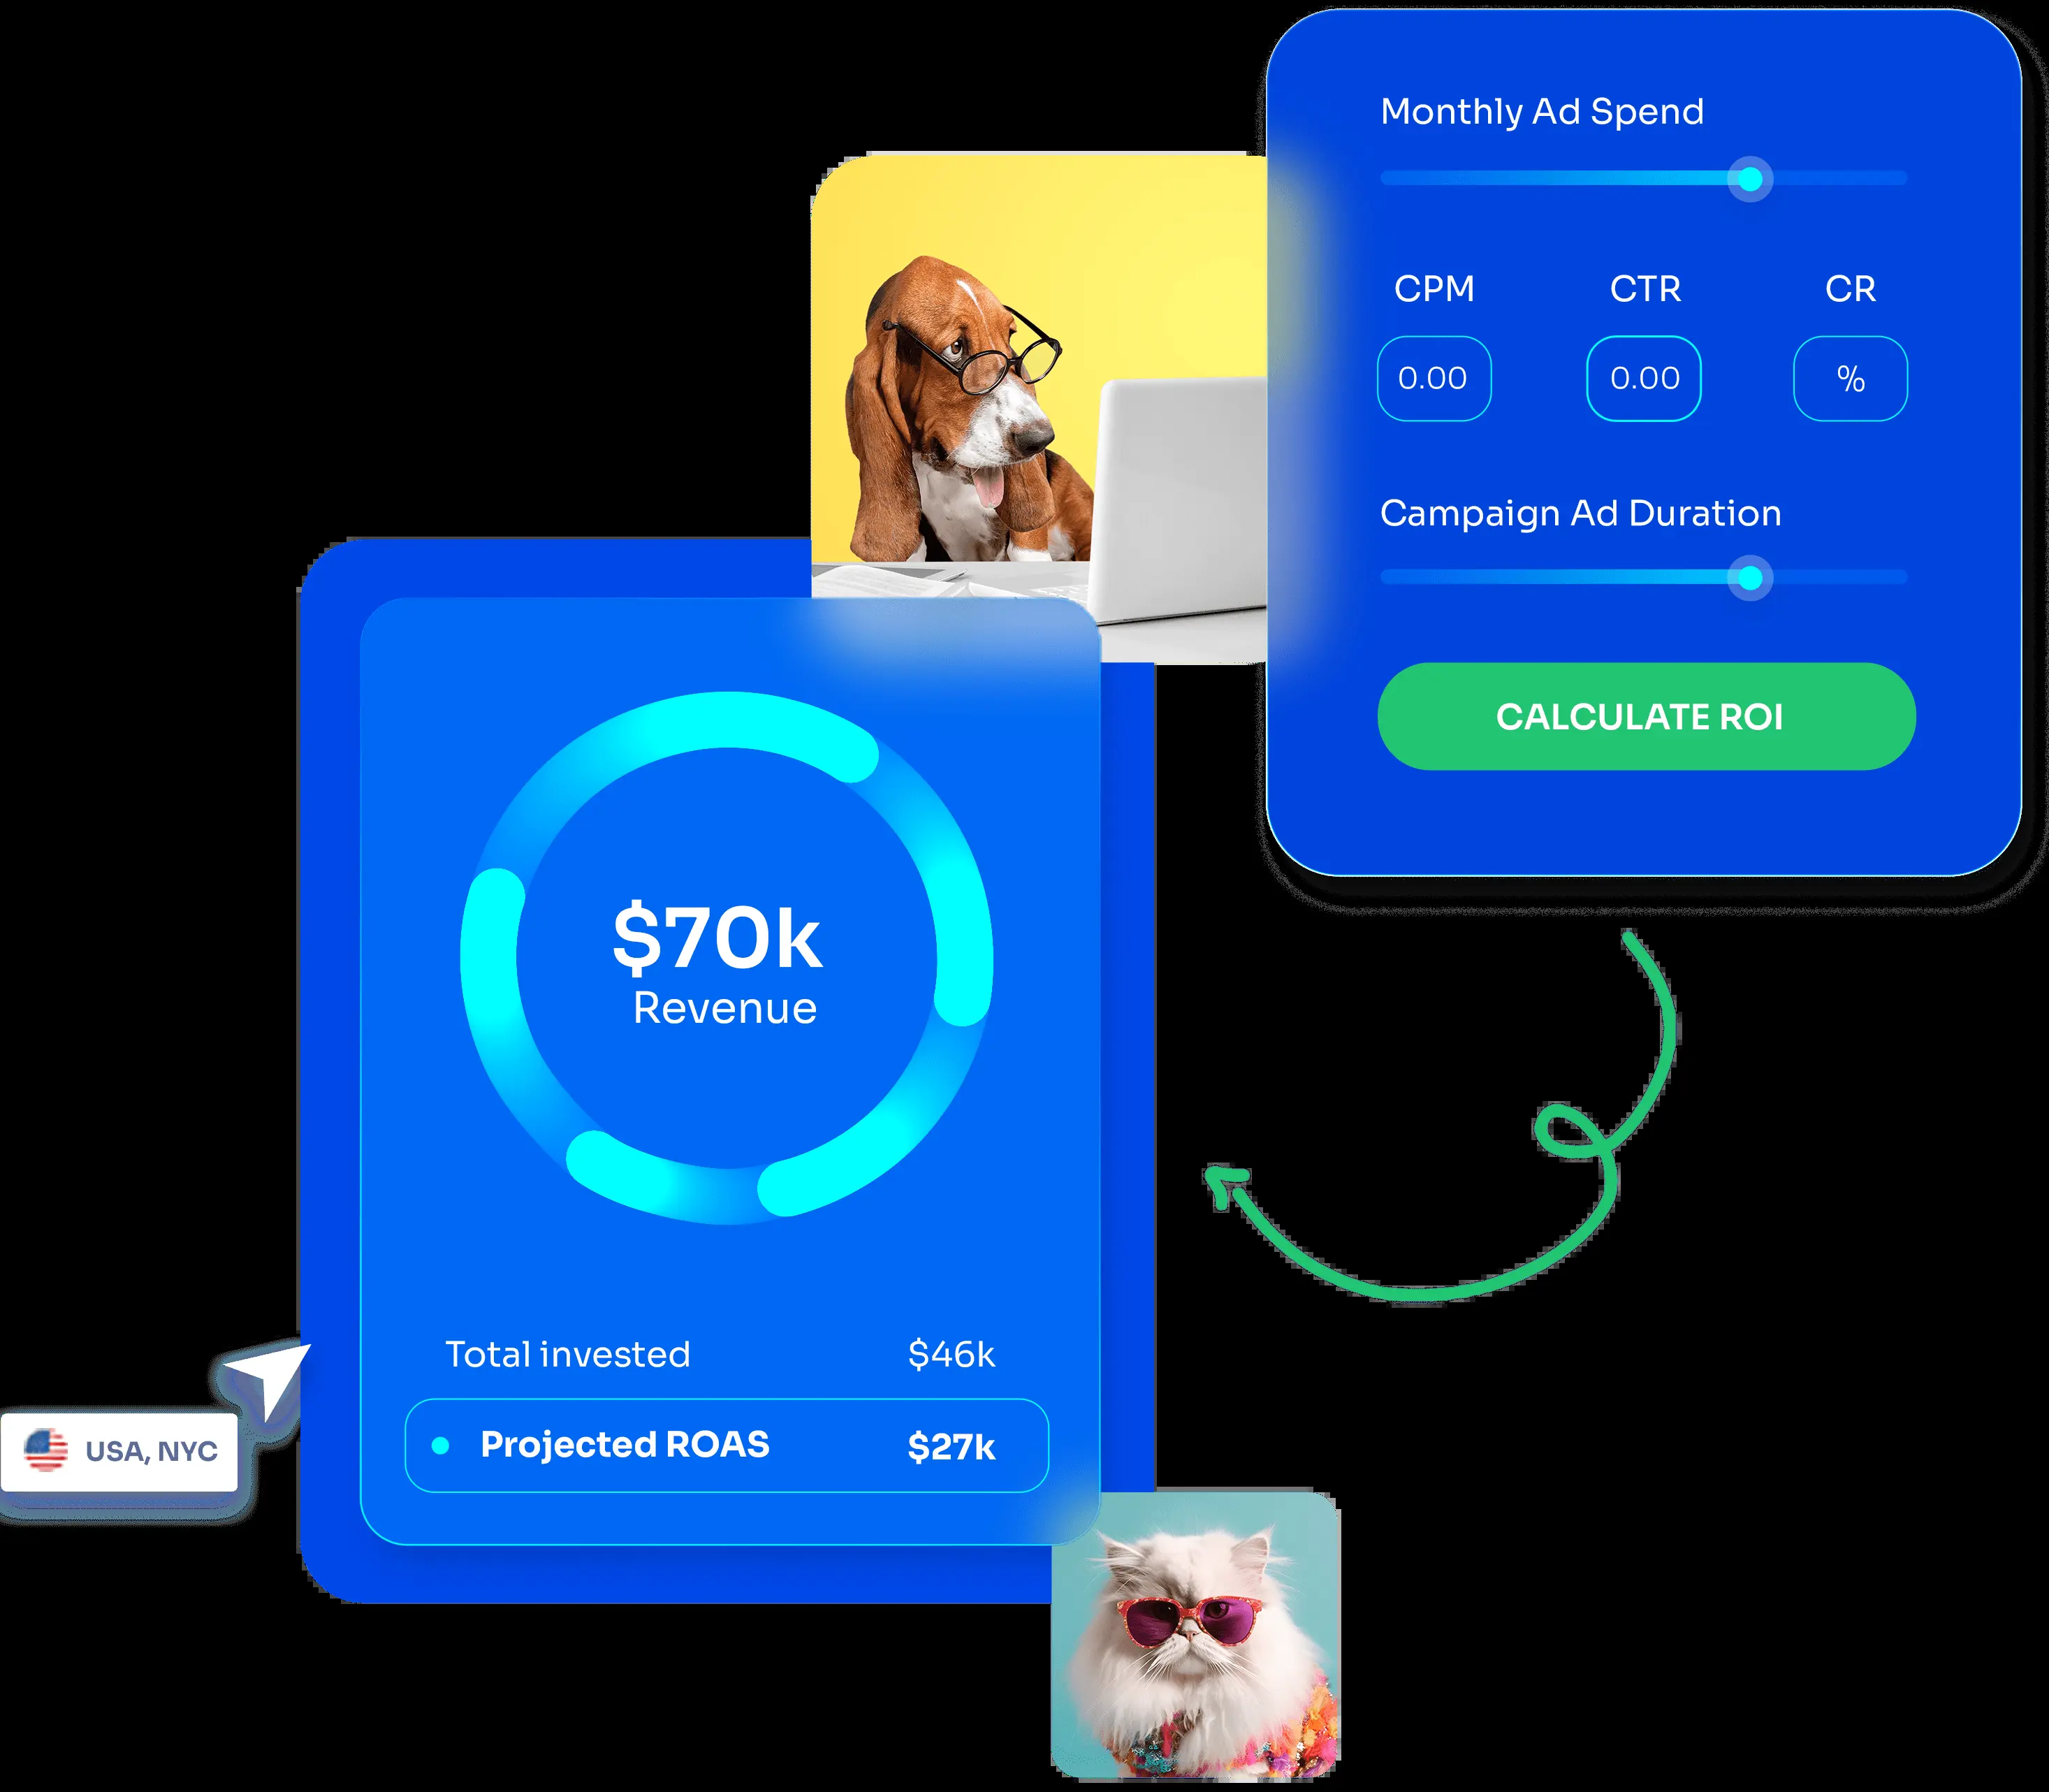 Monthly Ad Spend
CPM CTR CR
0.00 0.00 %
Campaign Ad Duration
CALCULATE ROI
$70k
Revenue
Total invested $46k
Projected ROAS $27k
USA, NYC